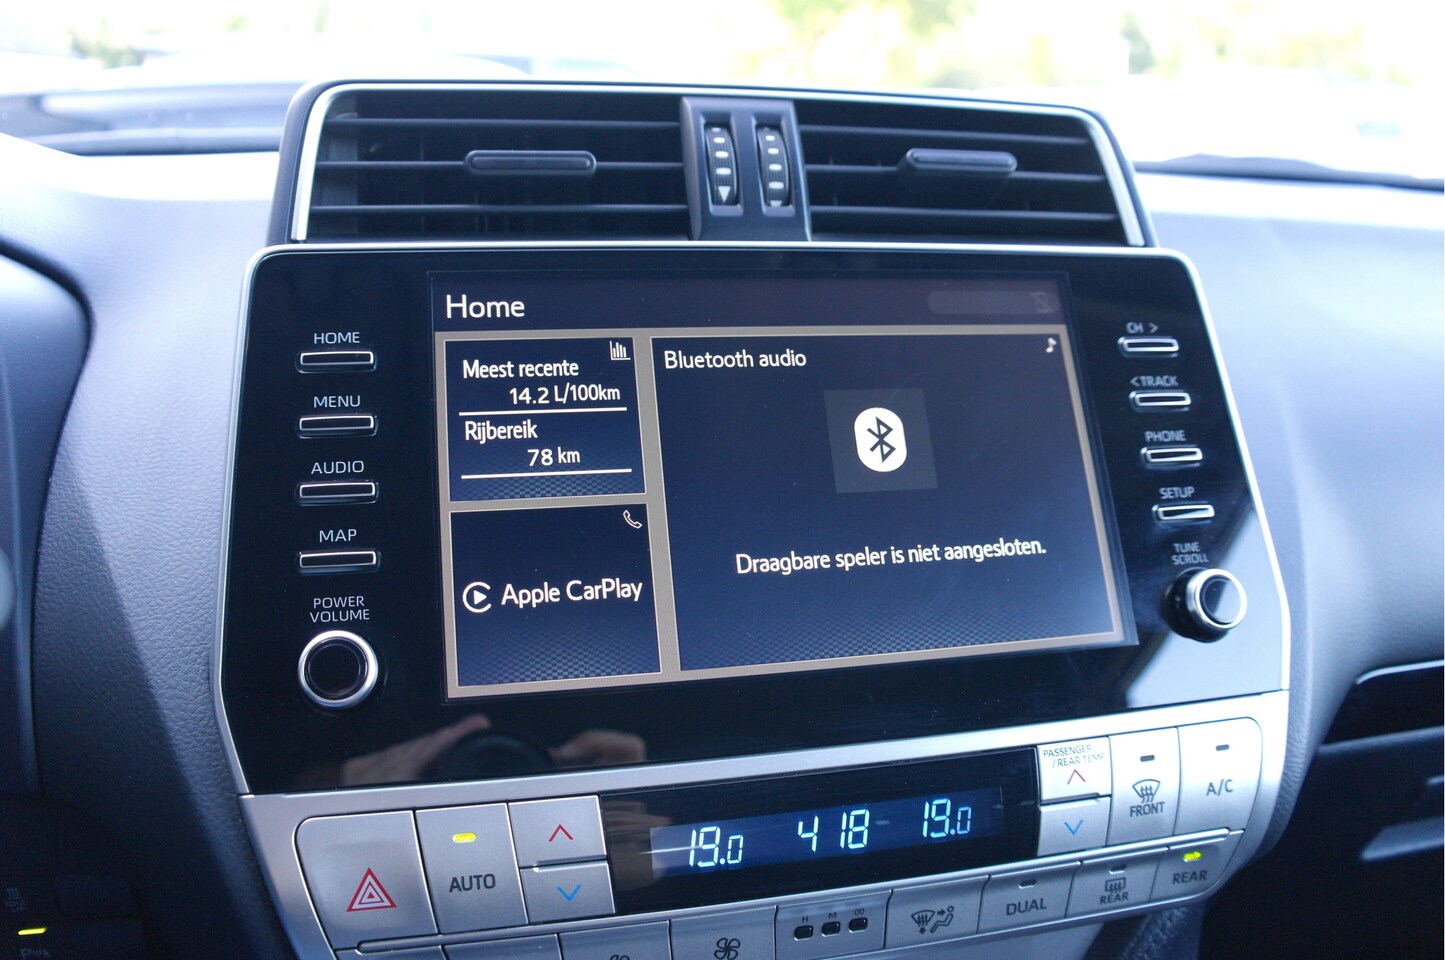 Home
Meest recente
14.2 L/100km
Rijbereik
78 km
Apple CarPlay
Bluetooth audio
Draagbare speler is niet aangesloten.
HOME
MENU
AUDIO
MAP
POWER
VOLUME
CH >
< TRACK
PHONE
SETUP
TUNE
SCROLL
PASSENGER
/REAR TEMP
FRONT
A/C
AUTO
19.0
4 18
19.0
H M 00
DUAL
REAR
REAR